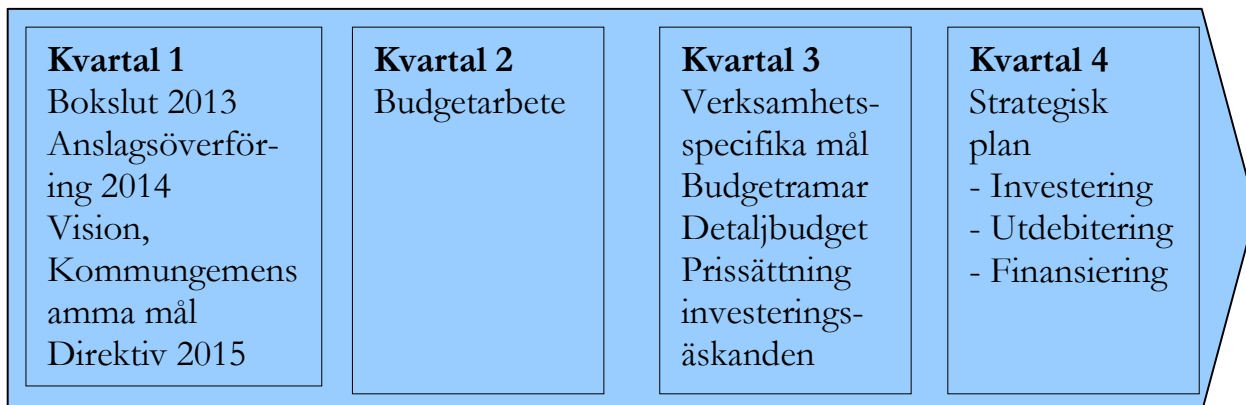 Kvartal 1
Bokslut 2013
Anslagsöverför-
ing 2014
Vision,
Kommungemens
amma mål
Direktiv 2015
Kvartal 2
Budgetarbete
Kvartal 3
Verksamhets-
specifika mål
Budgetramar
Detaljbudget
Prissättning
investerings-
äskanden
Kvartal 4
Strategisk
plan
- Investering
- Utdebitering
- Finansiering